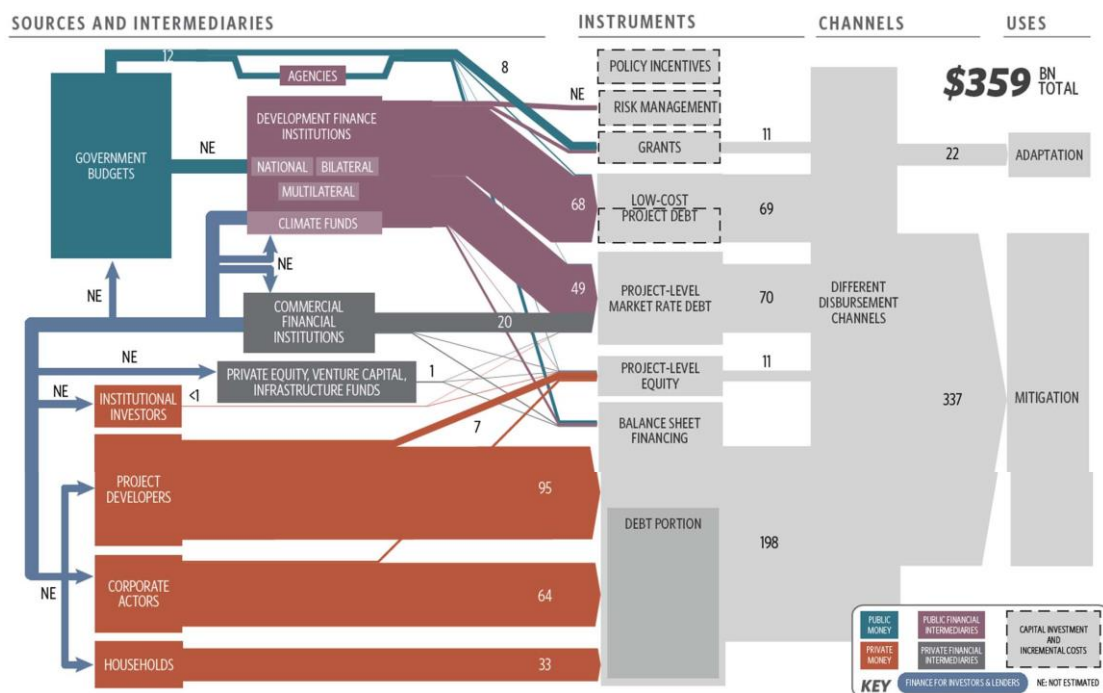 SOURCES AND INTERMEDIARIES
INSTRUMENTS
CHANNELS
USES
$359 BN TOTAL
12
AGENCIES
8
POLICY INCENTIVES
NE
RISK MANAGEMENT
DEVELOPMENT FINANCE
INSTITUTIONS
GOVERNMENT
BUDGETS
NE
NATIONAL
BILATERAL
MULTILATERAL
CLIMATE FUNDS
GRANTS
11
22
ADAPTATION
68
LOW-COST
PROJECT DEBT
69
NE
NE
COMMERCIAL
FINANCIAL
INSTITUTIONS
20
49
PROJECT-LEVEL
MARKET RATE DEBT
70
DIFFERENT
DISBURSEMENT
CHANNELS
NE
PRIVATE EQUITY, VENTURE CAPITAL,
INFRASTRUCTURE FUNDS
1
PROJECT-LEVEL
EQUITY
11
NE
INSTITUTIONAL
INVESTORS
<1
7
BALANCE SHEET
FINANCING
337
MITIGATION
PROJECT
DEVELOPERS
95
DEBT PORTION
198
NE
CORPORATE
ACTORS
64
HOUSEHOLDS
33
PUBLIC
MONEY
PUBLIC FINANCIAL
INTERMEDIARIES
CAPITAL INVESTMENT
AND
INCREMENTAL COSTS
PRIVATE
MONEY
PRIVATE FINANCIAL
INTERMEDIARIES
KEY
FINANCE FOR INVESTORS & LENDERS
NE: NOT ESTIMATED